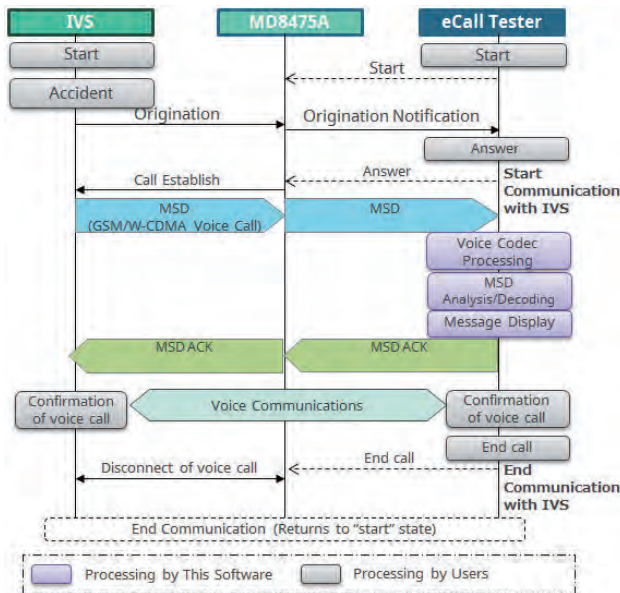 IVS
MD8475A
eCall Tester
Start
Start
Start
Accident
Origination
Origination Notification
Answer
Answer
Call Establish
Start
Communication
with IVS
MSD
(GSM/W-CDMA Voice Call)
MSD
Voice Codec
Processing
MSD
Analysis/Decoding
Message Display
MSD ACK
MSD ACK
Confirmation
of voice call
Voice Communications
Confirmation
of voice call
End call
Disconnect of voice call
End call
End
Communication
with IVS
End Communication (Returns to “start” state)
Processing by This Software
Processing by Users